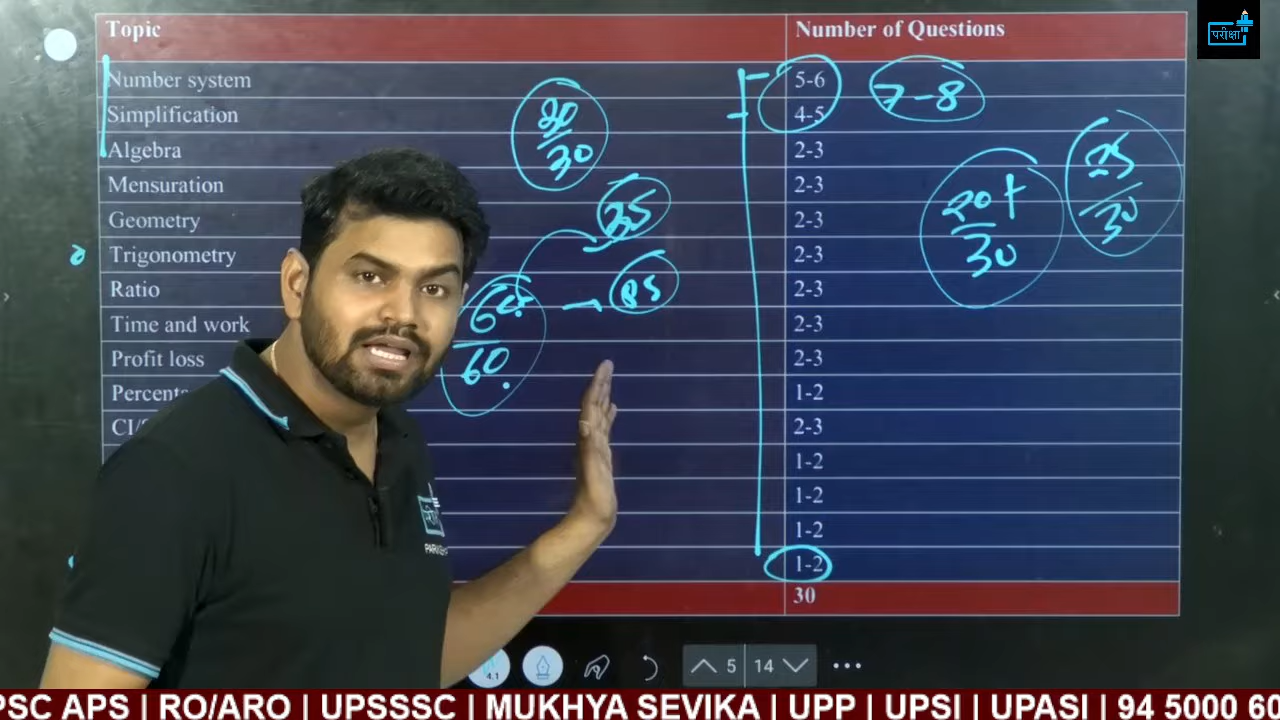 परीक्षा
Topic Number of Questions
Number system 5-6 7-8
Simplification 4-5
30/30
25/30
Algebra 2-3
Mensuration 2-3
20+/30
Geometry 2-3
25
Trigonometry 2-3
Ratio 2-3
85
60
Time and work 2-3
Profit loss 2-3
1-2
2-3
1-2
1-2
1-2
1-2
30
4.1 5 14
PSC APS | RO/ARO | UPSSSC | MUKHYA SEVIKA | UPP | UPSI | UPASI | 94 5000 60